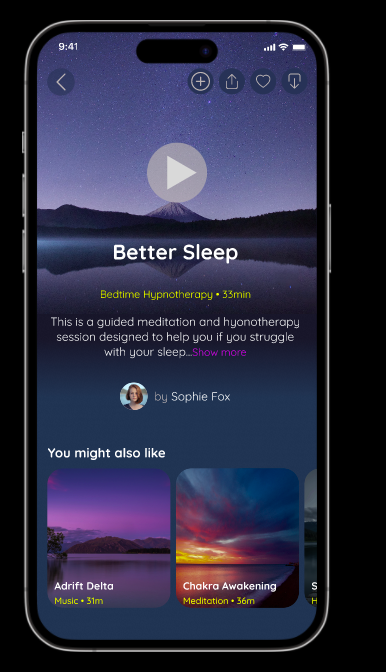 9:41
Better Sleep
Bedtime Hypnotherapy • 33min
This is a guided meditation and hyonotherapy
session designed to help you if you struggle
with your sleep...Show more
by Sophie Fox
You might also like
Adrift Delta
Music • 31m
Chakra Awakening
Meditation • 36m
S
H